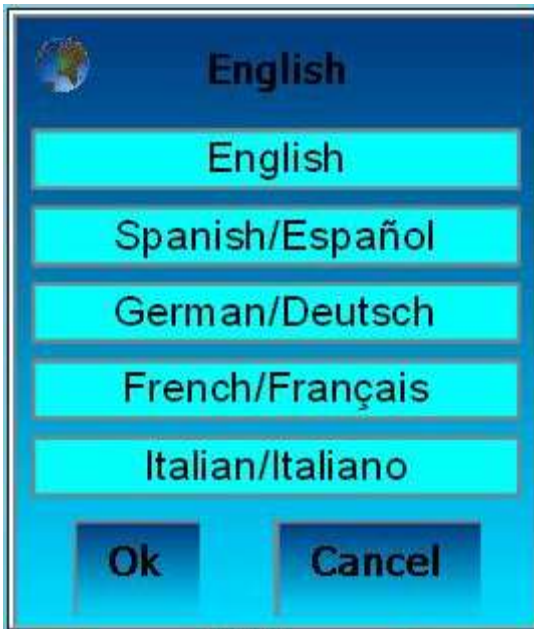 English
English
Spanish/Español
German/Deutsch
French/Français
Italian/Italiano
Ok Cancel